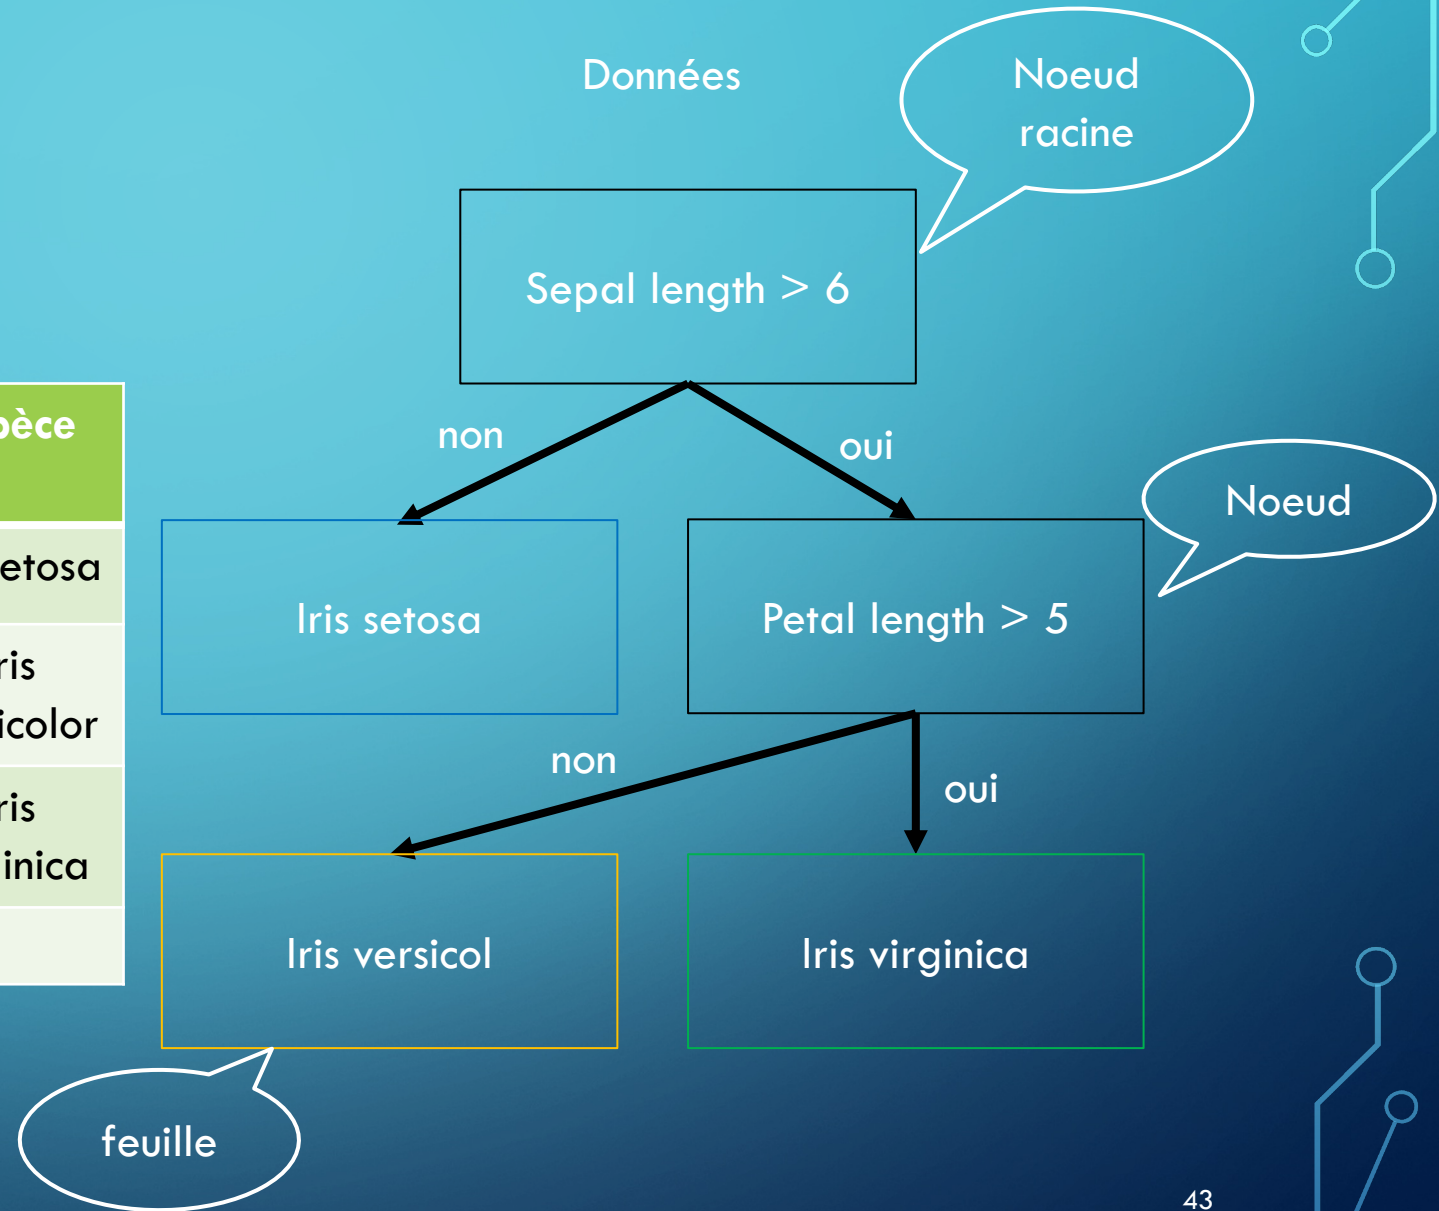 Données
Noeud
racine
Sepal length > 6
non
oui
Noeud
Iris setosa
Petal length > 5
non
oui
Iris versicol
Iris virginica
feuille
43